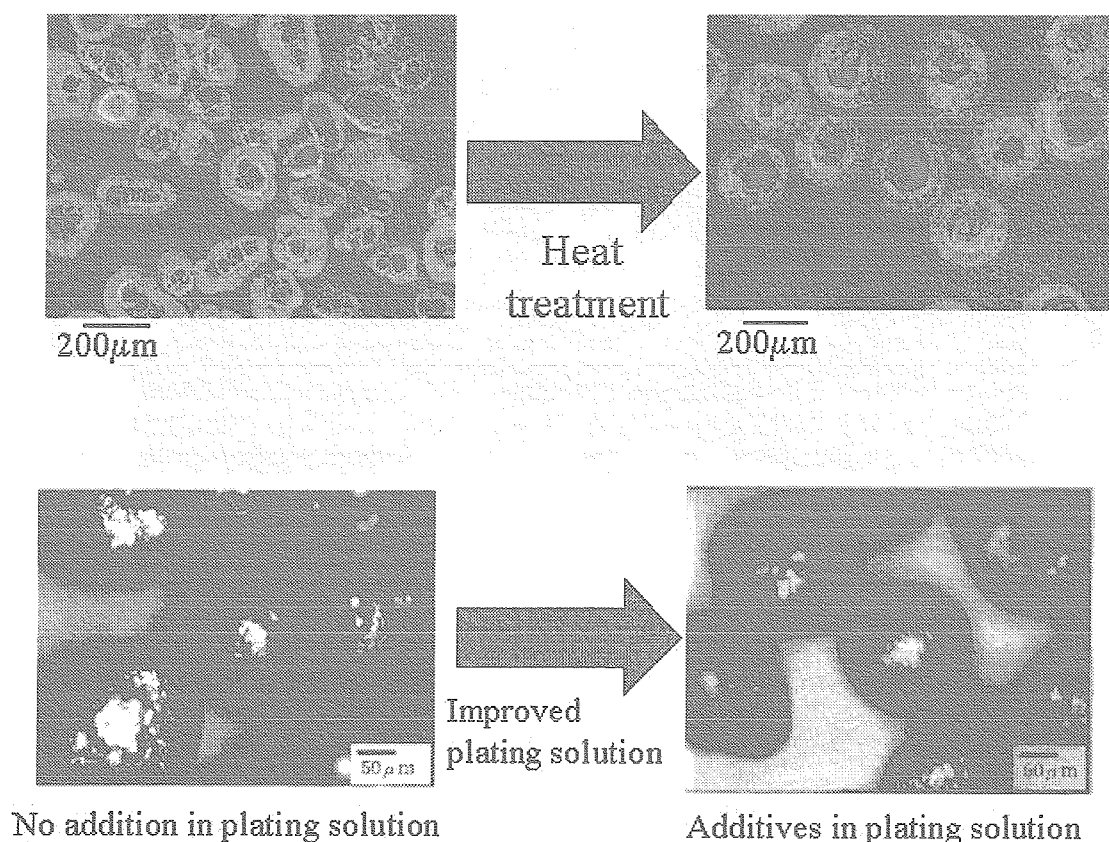 Heat
treatment
200μm
200μm
Improved
plating solution
50μm
50μm
No addition in plating solution
Additives in plating solution